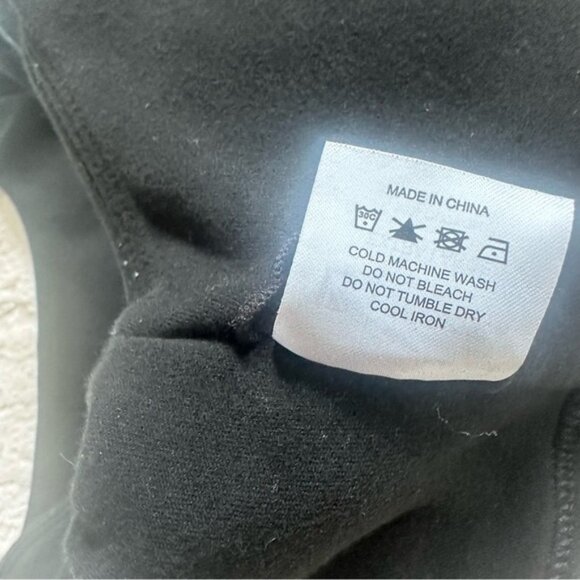 MADE IN CHINA
30C
COLD MACHINE WASH
DO NOT BLEACH
DO NOT TUMBLE DRY
COOL IRON